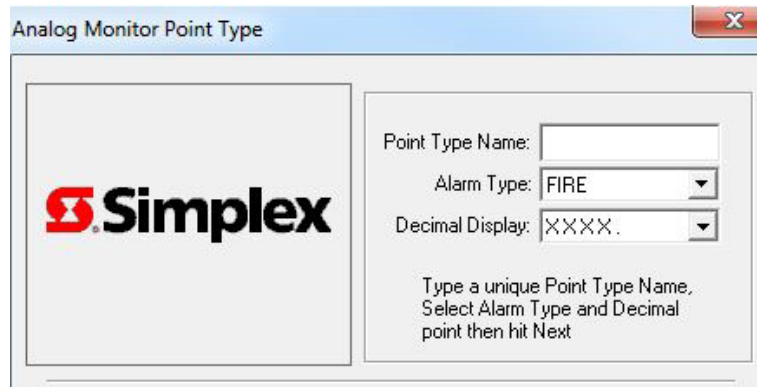 Analog Monitor Point Type
Simplex
Point Type Name:
Alarm Type: FIRE
Decimal Display: XXXX.
Type a unique Point Type Name,
Select Alarm Type and Decimal
point then hit Next